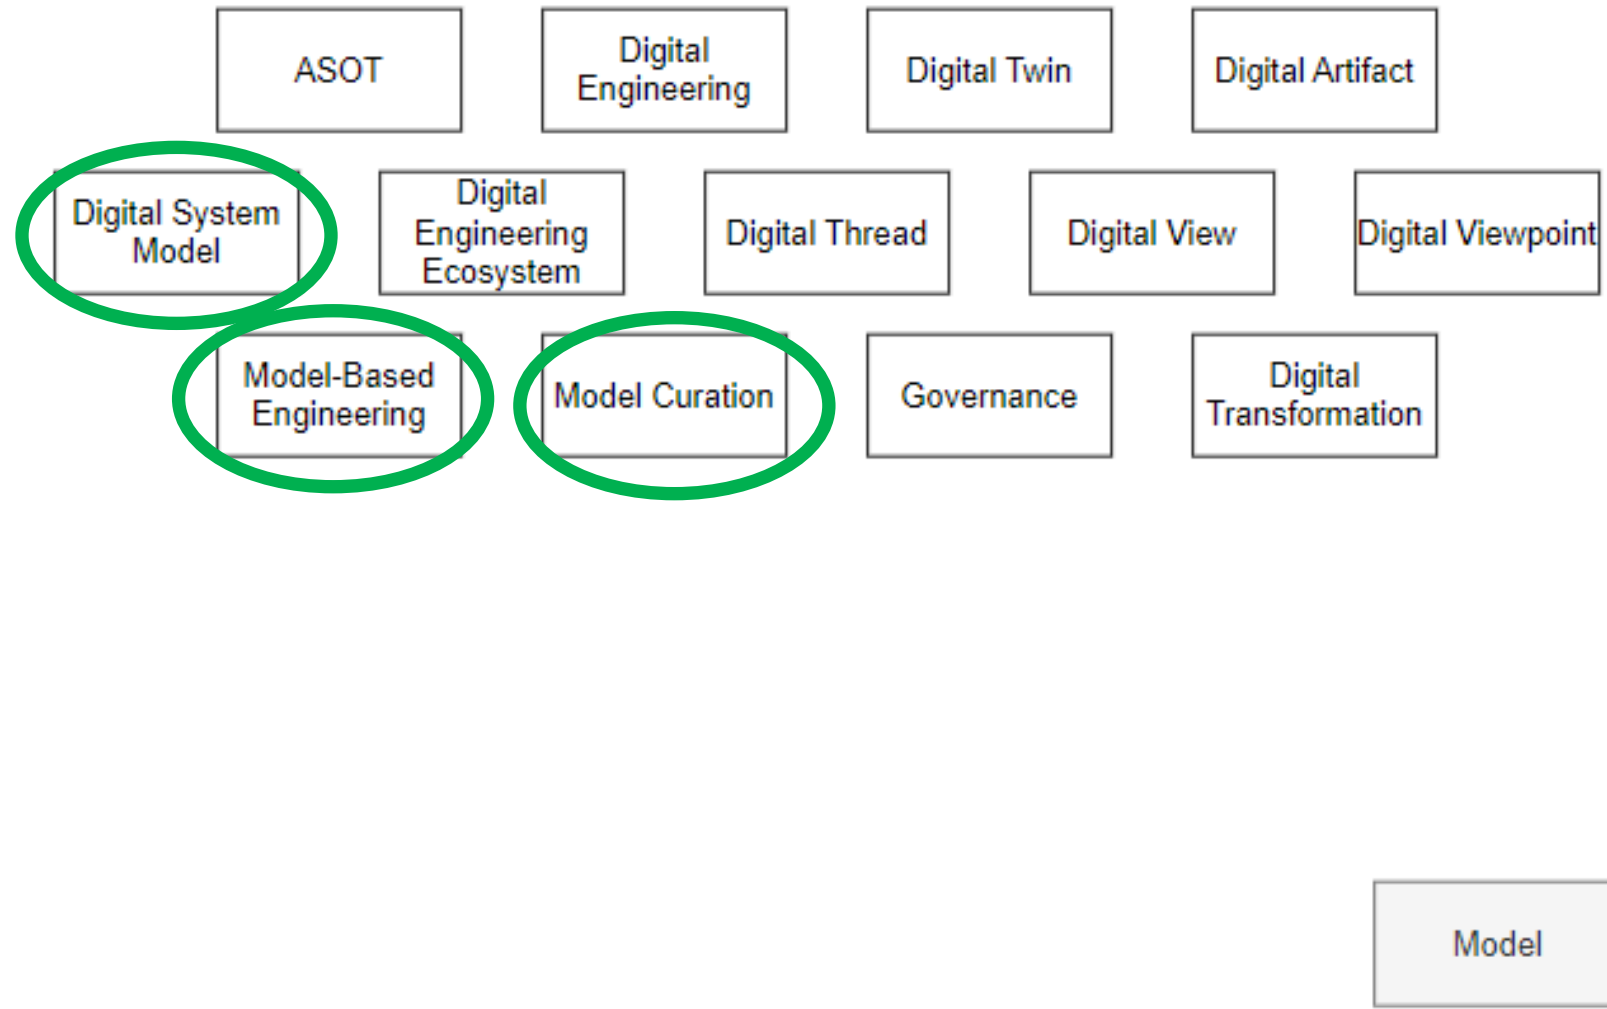 ASOT
Digital
Engineering
Digital Twin
Digital Artifact
Digital System
Model
Digital
Engineering
Ecosystem
Digital Thread
Digital View
Digital Viewpoint
Model-Based
Engineering
Model Curation
Governance
Digital
Transformation
Model